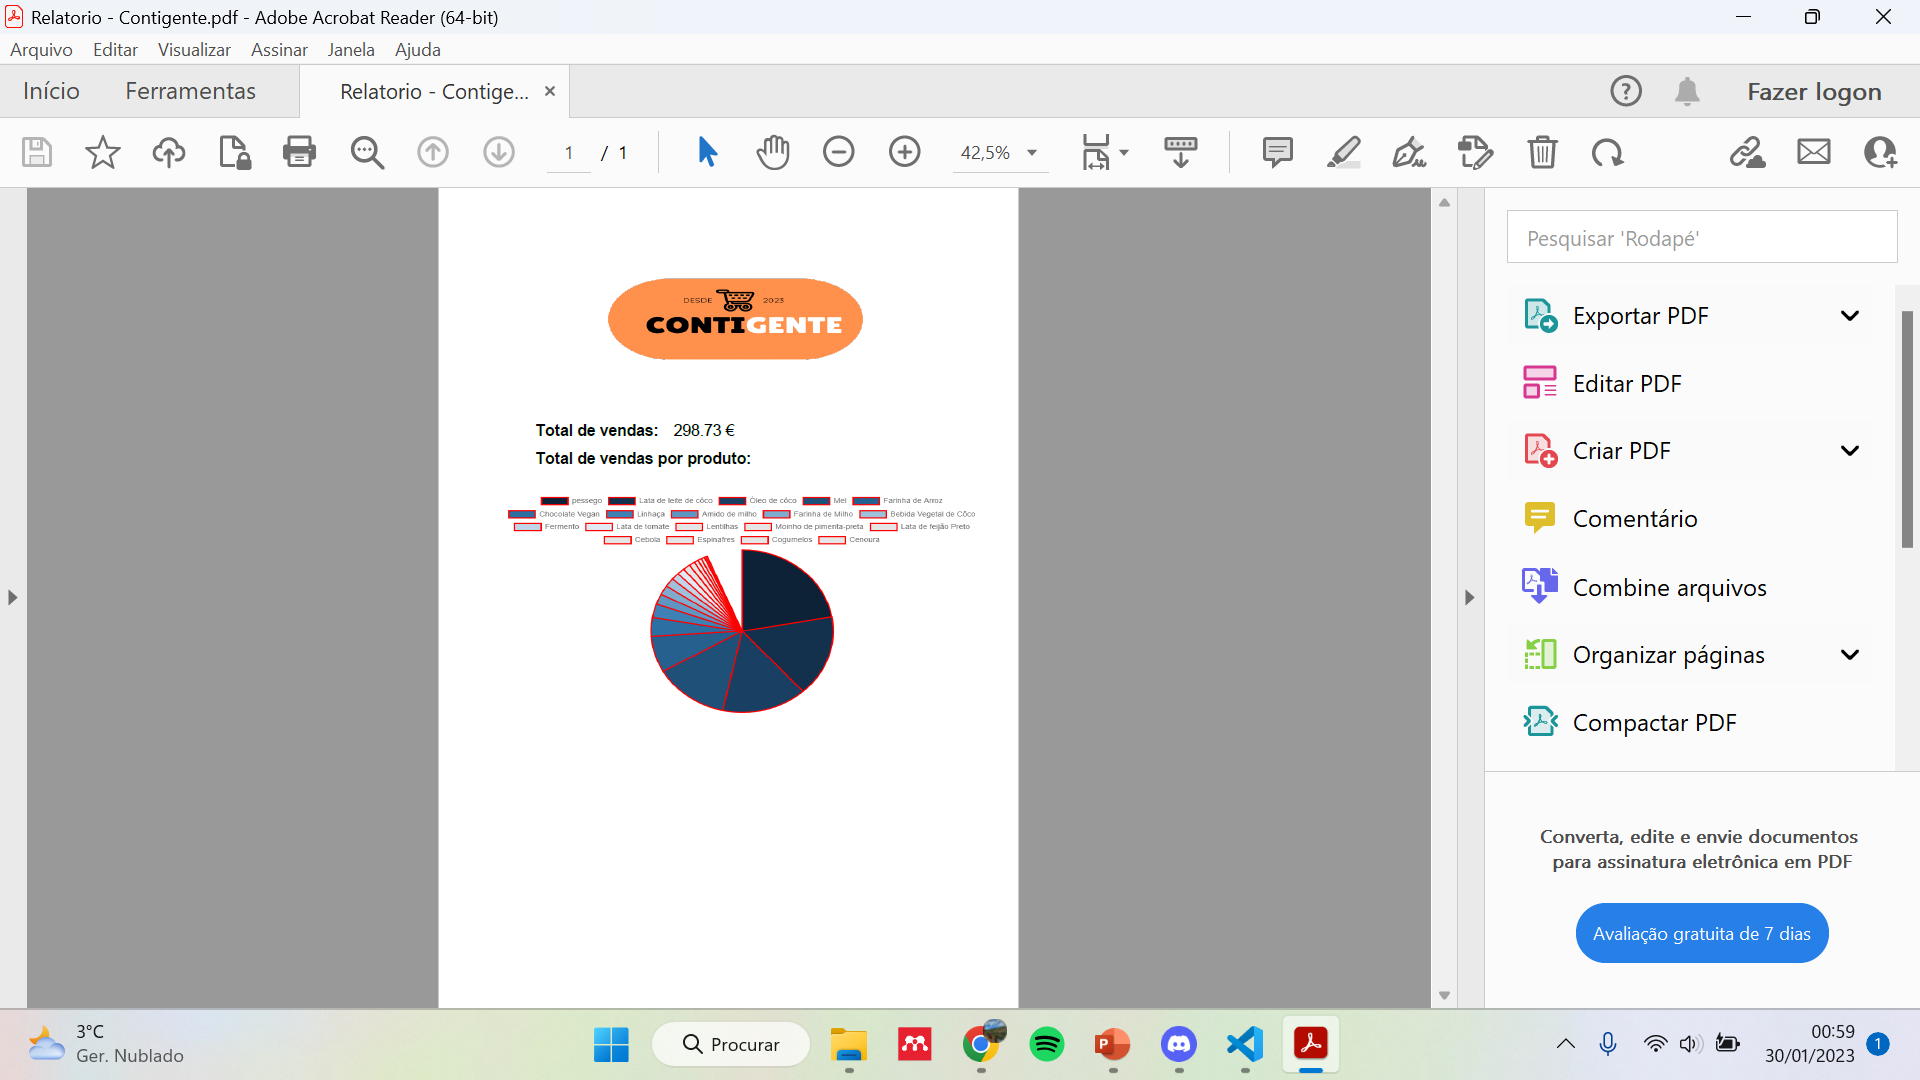 Relatorio - Contigente.pdf - Adobe Acrobat Reader (64-bit)
Arquivo Editar Visualizar Assinar Janela Ajuda
Início Ferramentas Relatorio - Contige... × Fazer logon
1 / 1 42,5%
Pesquisar 'Rodapé'
Exportar PDF
Editar PDF
Criar PDF
Comentário
Combine arquivos
Organizar páginas
Compactar PDF
Converta, edite e envie documentos
para assinatura eletrônica em PDF
Avaliação gratuita de 7 dias
DESDE 2023
CONTIGENTE
Total de vendas: 298.73 €
Total de vendas por produto:
pessego Lata de leite de côco Óleo de côco Mel Farinha de Arroz
Chocolate Vegan Linhaça Amido de milho Farinha de Milho Bebida Vegetal de Côco
Fermento Lata de tomate Lentilhas Moinho de pimenta-preta Lata de feijão Preto
Cebola Espinafres Cogumelos Cenoura
3°C
Ger. Nublado
Procurar
00:59
30/01/2023
1